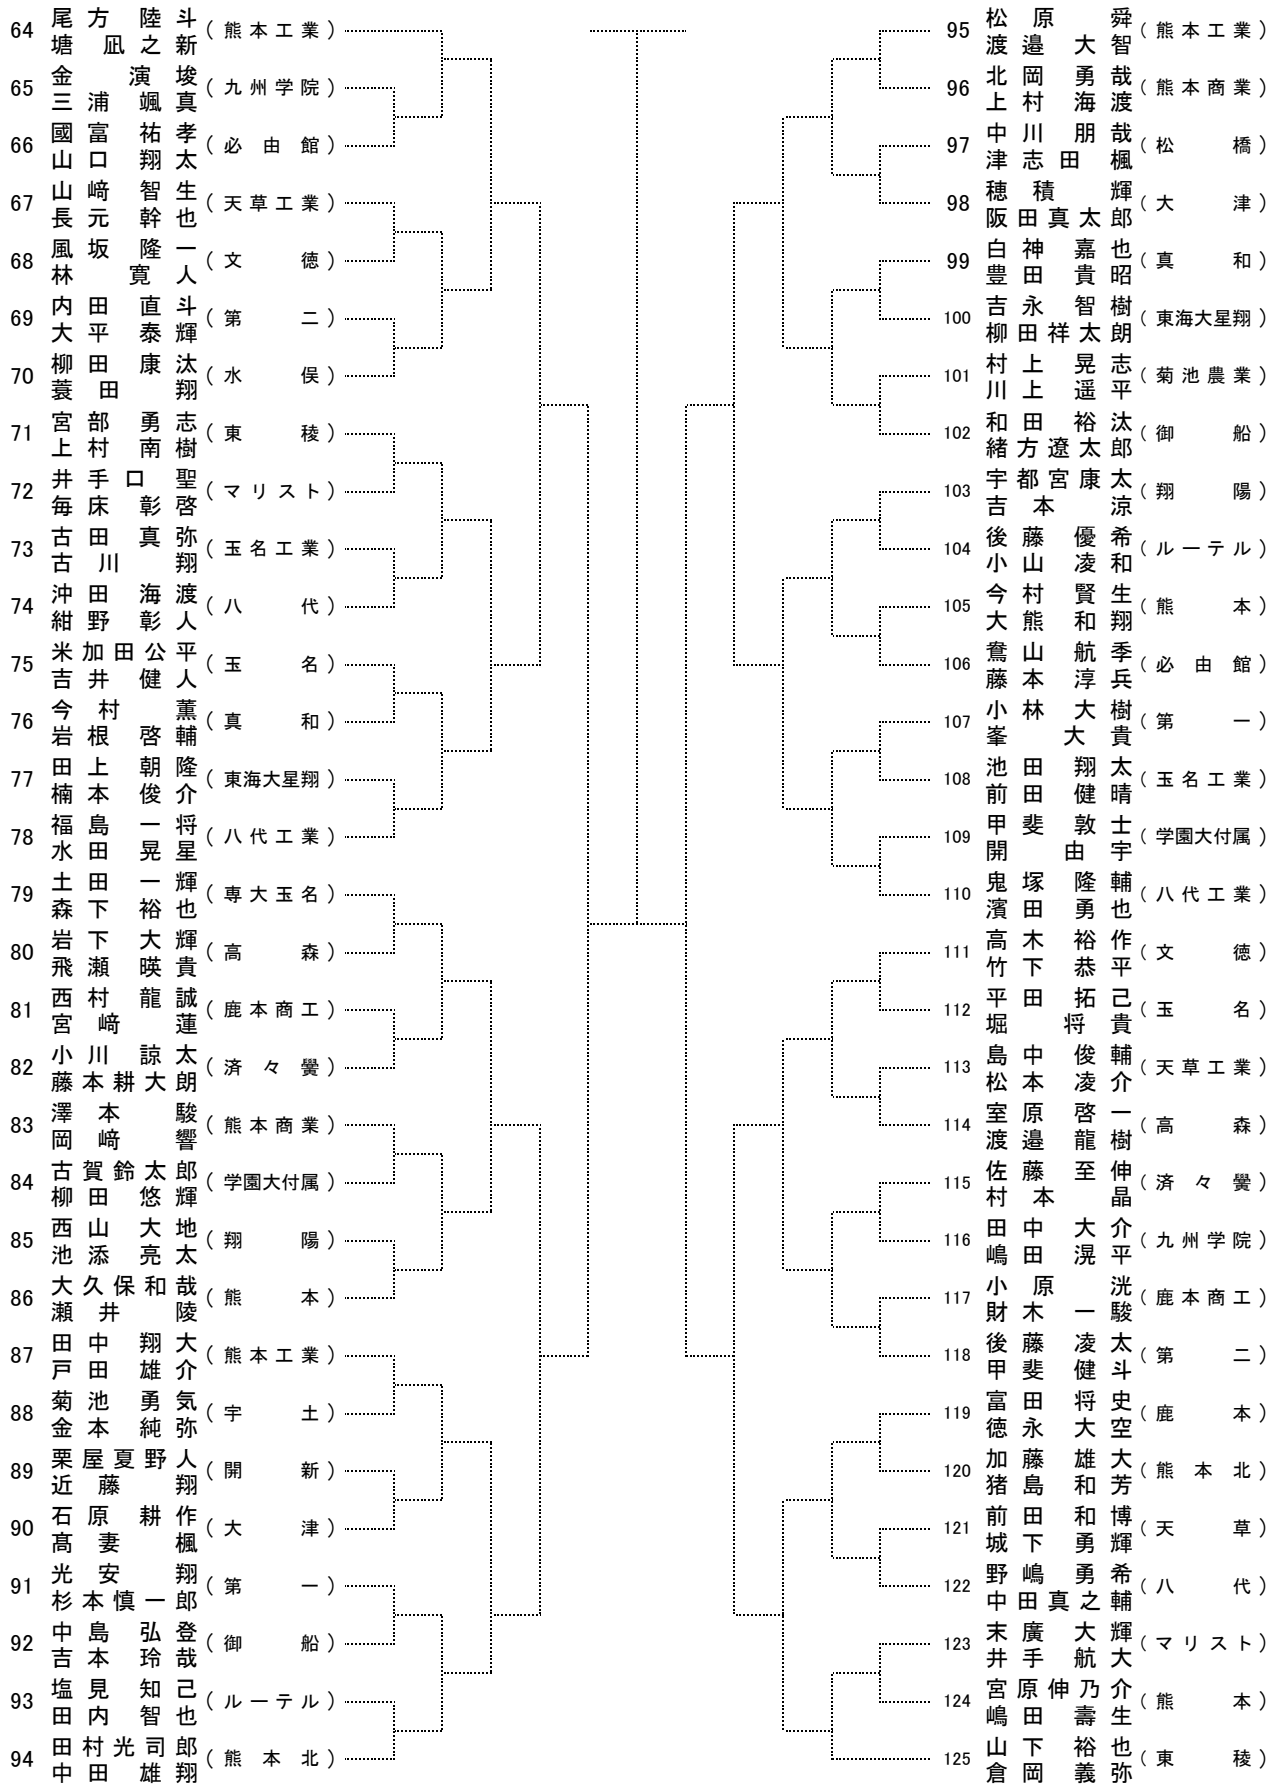 64 尾方 陸斗 (熊本工業)
塘 凪之新
65 金 演埈 (九州学院)
三浦 颯真
66 國富 祐孝 (必由館)
山口 翔太
67 山﨑 智生 (天草工業)
長元 幹也
68 風坂 隆一 (文徳)
林 寛人
69 内田 直斗 (第二)
大平 泰輝
70 柳田 康汰 (水俣)
蓑田 翔
71 宮部 勇志 (東稜)
上村 南樹
72 井手口 聖 (マリスト)
毎床 彰啓
73 古田 真弥 (玉名工業)
古川 翔
74 沖田 海渡 (八代)
紺野 彰人
75 米加田公平 (玉名)
吉井 健人
76 今村 薫 (真和)
岩根 啓輔
77 田上 朝隆 (東海大星翔)
楠本 俊介
78 福島 一将 (八代工業)
水田 晃星
79 土田 一輝 (専大玉名)
森下 裕也
80 岩下 大輝 (高森)
飛瀬 暎貴
81 西村 龍誠 (鹿本商工)
宮﨑 蓮
82 小川 諒太 (済々黌)
藤本耕大朗
83 澤本 駿 (熊本商業)
岡﨑 響
84 古賀鈴太郎 (学園大付属)
柳田 悠輝
85 西山 大地 (翔陽)
池添 亮太
86 大久保和哉 (熊本)
瀬井 陵
87 田中 翔大 (熊本工業)
戸田 雄介
88 菊池 勇気 (宇土)
金本 純弥
89 栗屋夏野人 (開新)
近藤 翔
90 石原 耕作 (大津)
髙妻 楓
91 光安 翔 (第一)
杉本慎一郎
92 中島 弘登 (御船)
吉本 玲哉
93 塩見 知己 (ルーテル)
田内 智也
94 田村光司郎 (熊本北)
中田 雄翔
95 松原 舜 (熊本工業)
渡邉 大智
96 北岡 勇哉 (熊本商業)
上村 海渡
97 中川 朋哉 (松橋)
津志田 楓
98 穂積 輝 (大津)
阪田真太郎
99 白神 嘉也 (真和)
豊田 貴昭
100 吉永 智樹 (東海大星翔)
柳田祥太朗
101 村上 晃志 (菊池農業)
川上 遥平
102 和田 裕汰 (御船)
緒方遼太郎
103 宇都宮康太 (翔陽)
吉本 涼
104 後藤 優希 (ルーテル)
小山 凌和
105 今村 賢生 (熊本)
大熊 和翔
106 鴦山 航季 (必由館)
藤本 淳兵
107 小林 大樹 (第一)
峯 大貴
108 池田 翔太 (玉名工業)
前田 健晴
109 甲斐 敦士 (学園大付属)
開 由宇
110 鬼塚 隆輔 (八代工業)
濱田 勇也
111 高木 裕作 (文徳)
竹下 恭平
112 平田 拓己 (玉名)
堀 将貴
113 島中 俊輔 (天草工業)
松本 凌介
114 室原 啓一 (高森)
渡邉 龍樹
115 佐藤 至伸 (済々黌)
村本 晶
116 田中 大介 (九州学院)
嶋田 滉平
117 小原 洸 (鹿本商工)
財木 一駿
118 後藤 凌太 (第二)
甲斐 健斗
119 富田 将史 (鹿本)
徳永 大空
120 加藤 雄大 (熊本北)
猪島 和芳
121 前田 和博 (天草)
城下 勇輝
122 野嶋 勇希 (八代)
中田真之輔
123 末廣 大輝 (マリスト)
井手 航大
124 宮原伸乃介 (熊本)
嶋田 壽生
125 山下 裕也 (東稜)
倉岡 義弥